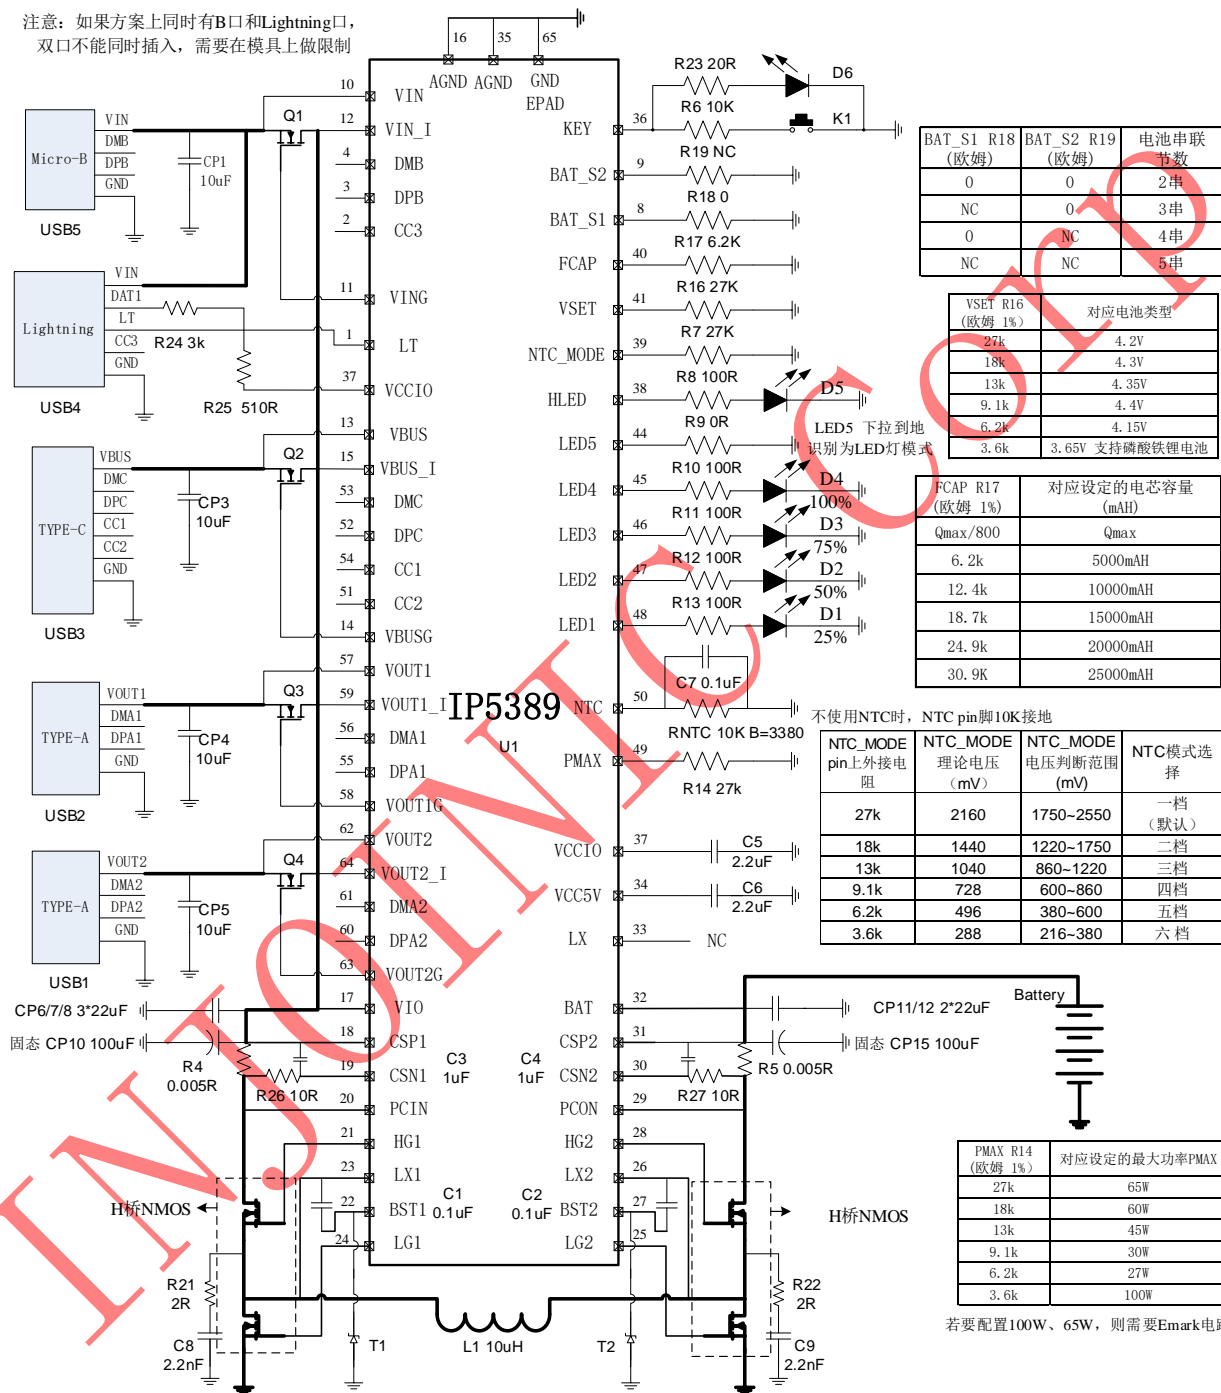 注意：如果方案上同时有B口和Lightning口，
双口不能同时插入，需要在模具上做限制
16 35 65
AGND AGND GND
EPAD
Micro-B
VIN
DMB
DPB
GND
USB5
CP1
10uF
Q1
10 VIN
12 VIN_I
4 DMB
3 DPB
2 CC3
11 VING
1 LT
37 VCCIO
Lightning
VIN
DAT1
LT
CC3
GND
USB4
R24 3k
R25 510R
TYPE-C
VBUS
DMC
DPC
CC1
CC2
GND
USB3
CP3
10uF
Q2
13 VBUS
15 VBUS_I
53 DMC
52 DPC
54 CC1
51 CC2
14 VBUSG
TYPE-A
VOUT1
DMA1
DPA1
GND
USB2
CP4
10uF
Q3
57 VOUT1
59 VOUT1_I
56 DMA1
55 DPA1
58 VOUT1G
TYPE-A
VOUT2
DMA2
DPA2
GND
USB1
CP5
10uF
Q4
62 VOUT2
64 VOUT2_I
61 DMA2
60 DPA2
63 VOUT2G
CP6/7/8 3*22uF
固态 CP10 100uF
R4
0.005R
R26 10R
17 VIO
18 CSP1
19 CSN1
20 PCIN
21 HG1
23 LX1
22 BST1
24 LG1
C3
1uF
C4
1uF
C1
0.1uF
C2
0.1uF
IP5389
U1
H桥NMOS
R21
2R
C8
2.2nF
T1
L1 10uH
T2
R23 20R
D6
R6 10K
K1
KEY 36
R19 NC
BAT_S2 9
R18 0
BAT_S1 8
R17 6.2K
FCAP 40
R16 27K
VSET 41
R7 27K
NTC_MODE 39
R8 100R
HLED 38
D5
R9 0R
LED5 44
LED5 下拉到地
识别为LED灯模式
R10 100R
LED4 45
D4
100%
R11 100R
LED3 46
D3
75%
R12 100R
LED2 47
D2
50%
R13 100R
LED1 48
D1
25%
C7 0.1uF
NTC 50
RNTC 10K B=3380
PMAX 49
R14 27k
VCCIO 37
C5
2.2uF
VCC5V 34
C6
2.2uF
LX 33
NC
BAT 32
CSP2 31
CSN2 30
PCON 29
HG2 28
LX2 26
BST2 27
LG2 25
CP11/12 2*22uF
固态 CP15 100uF
R5 0.005R
R27 10R
Battery
H桥NMOS
R22
2R
C9
2.2nF
BAT_S1 R18 (欧姆) BAT_S2 R19 (欧姆) 电池串联节数
0 0 2串
NC 0 3串
0 NC 4串
NC NC 5串
VSET R16 (欧姆 1%) 对应电池类型
27k 4.2V
18k 4.3V
13k 4.35V
9.1k 4.4V
6.2k 4.15V
3.6k 3.65V 支持磷酸铁锂电池
FCAP R17 (欧姆 1%) 对应设定的电芯容量 (mAH)
Qmax/800 Qmax
6.2k 5000mAH
12.4k 10000mAH
18.7k 15000mAH
24.9k 20000mAH
30.9K 25000mAH
不使用NTC时，NTC pin脚10K接地
NTC_MODE pin上外接电阻 NTC_MODE 理论电压（mV） NTC_MODE 电压判断范围 (mV) NTC模式选择
27k 2160 1750~2550 一档（默认）
18k 1440 1220~1750 二档
13k 1040 860~1220 三档
9.1k 728 600~860 四档
6.2k 496 380~600 五档
3.6k 288 216~380 六 档
PMAX R14 (欧姆 1%) 对应设定的最大功率PMAX
27k 65W
18k 60W
13k 45W
9.1k 30W
6.2k 27W
3.6k 100W
若要配置100W、65W，则需要Emark电路
INJOINIC Corp